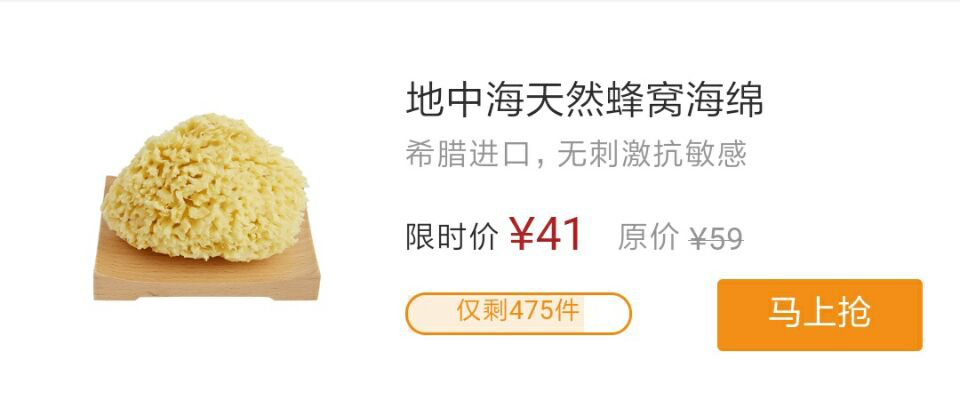 地中海天然蜂窝海绵
希腊进口，无刺激抗敏感
限时价 ¥41 原价 ¥59
仅剩475件
马上抢